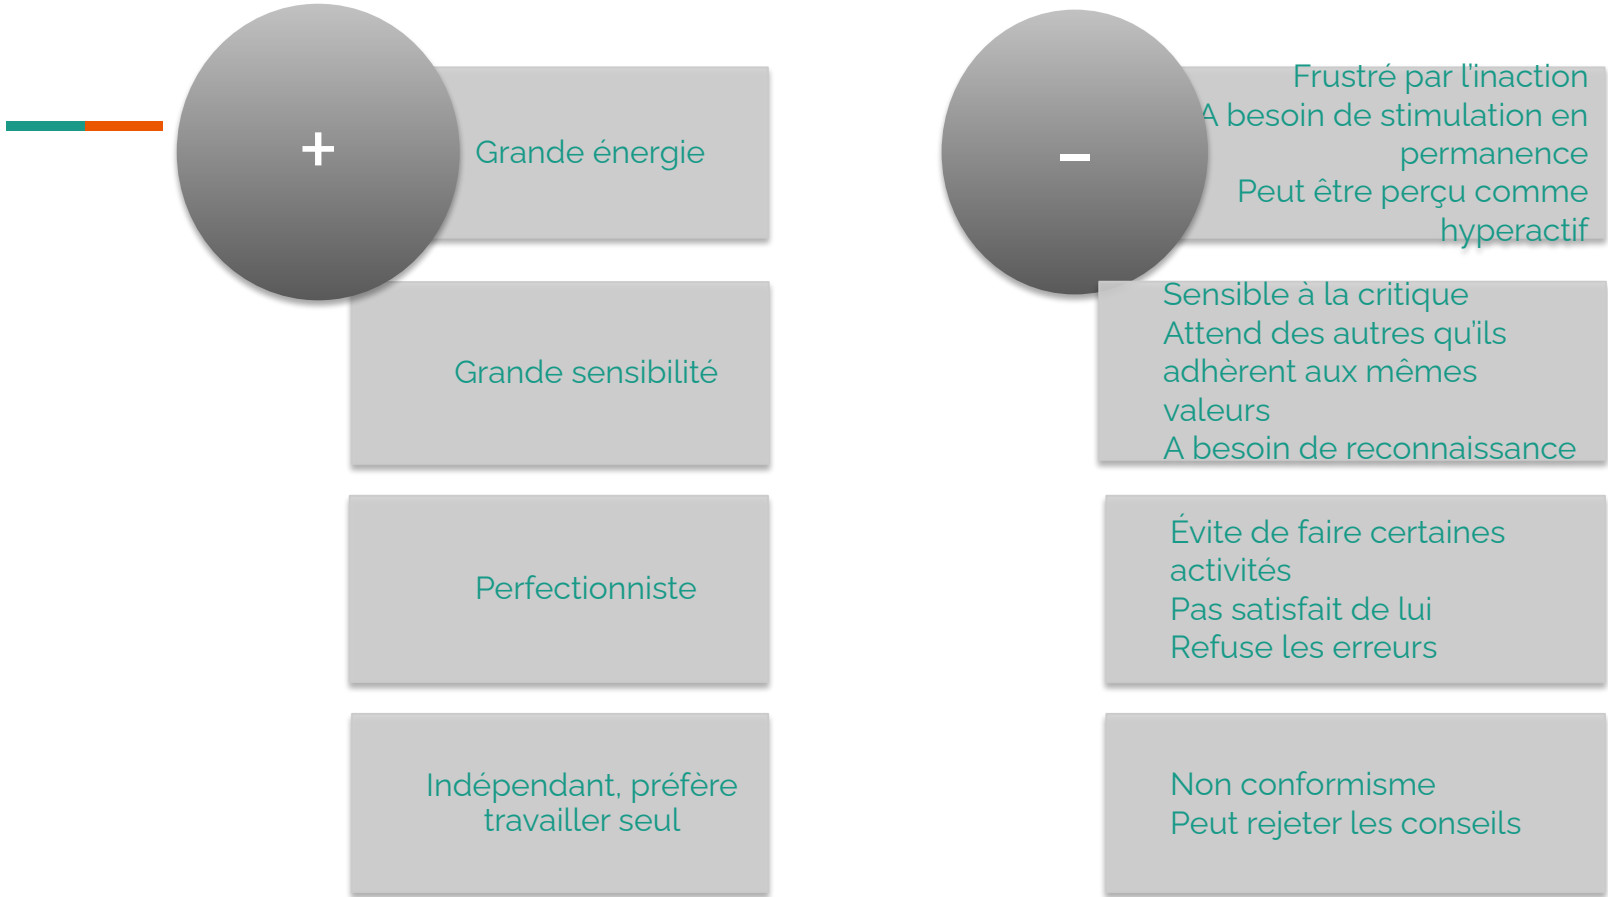 +
Grande énergie
Grande sensibilité
Perfectionniste
Indépendant, préfère
travailler seul
–
Frustré par l'inaction
A besoin de stimulation en
permanence
Peut être perçu comme
hyperactif
Sensible à la critique
Attend des autres qu'ils
adhèrent aux mêmes
valeurs
A besoin de reconnaissance
Évite de faire certaines
activités
Pas satisfait de lui
Refuse les erreurs
Non conformisme
Peut rejeter les conseils